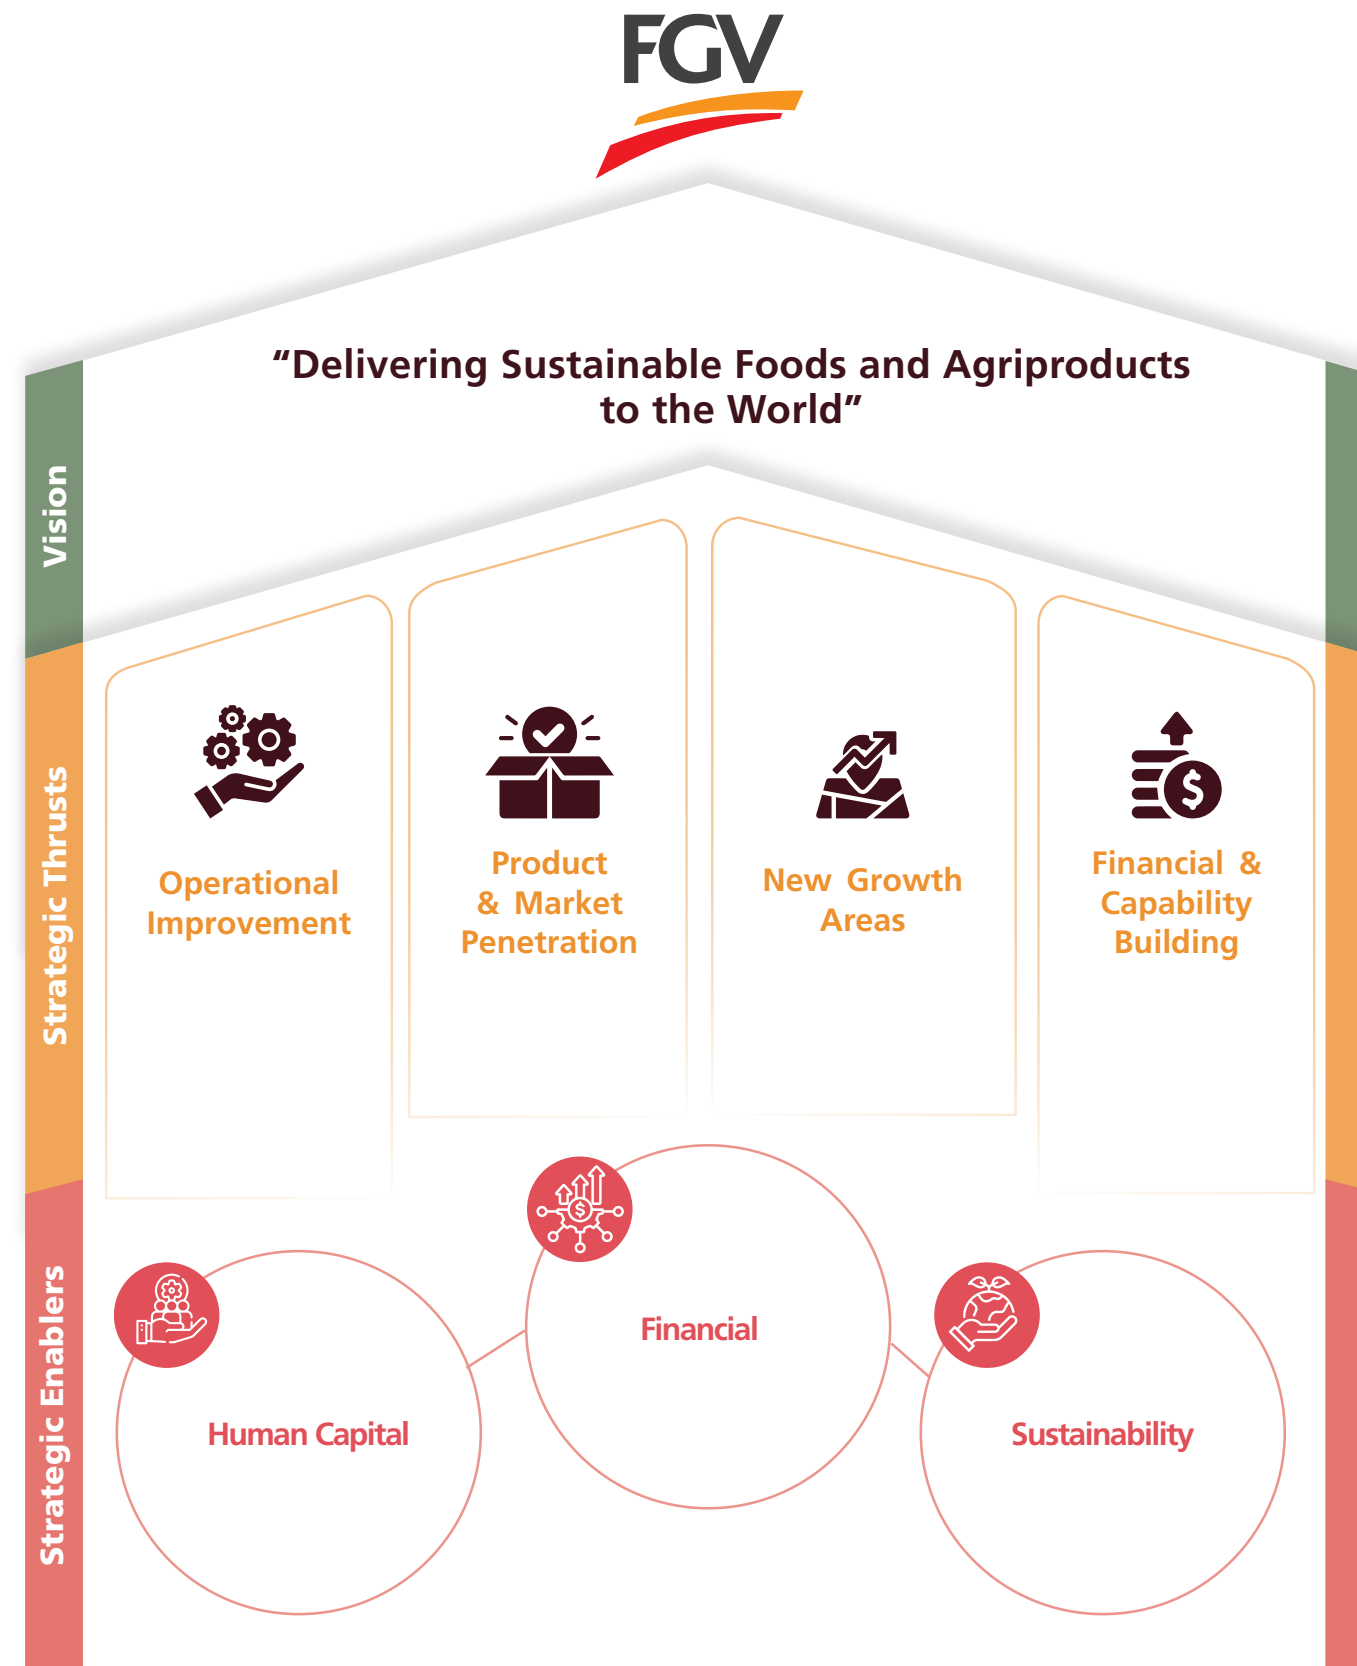 FGV
“Delivering Sustainable Foods and Agriproducts
to the World”
Vision
Strategic Thrusts
Operational
Improvement
Product
& Market
Penetration
New Growth
Areas
Financial &
Capability
Building
Strategic Enablers
Human Capital
Financial
Sustainability